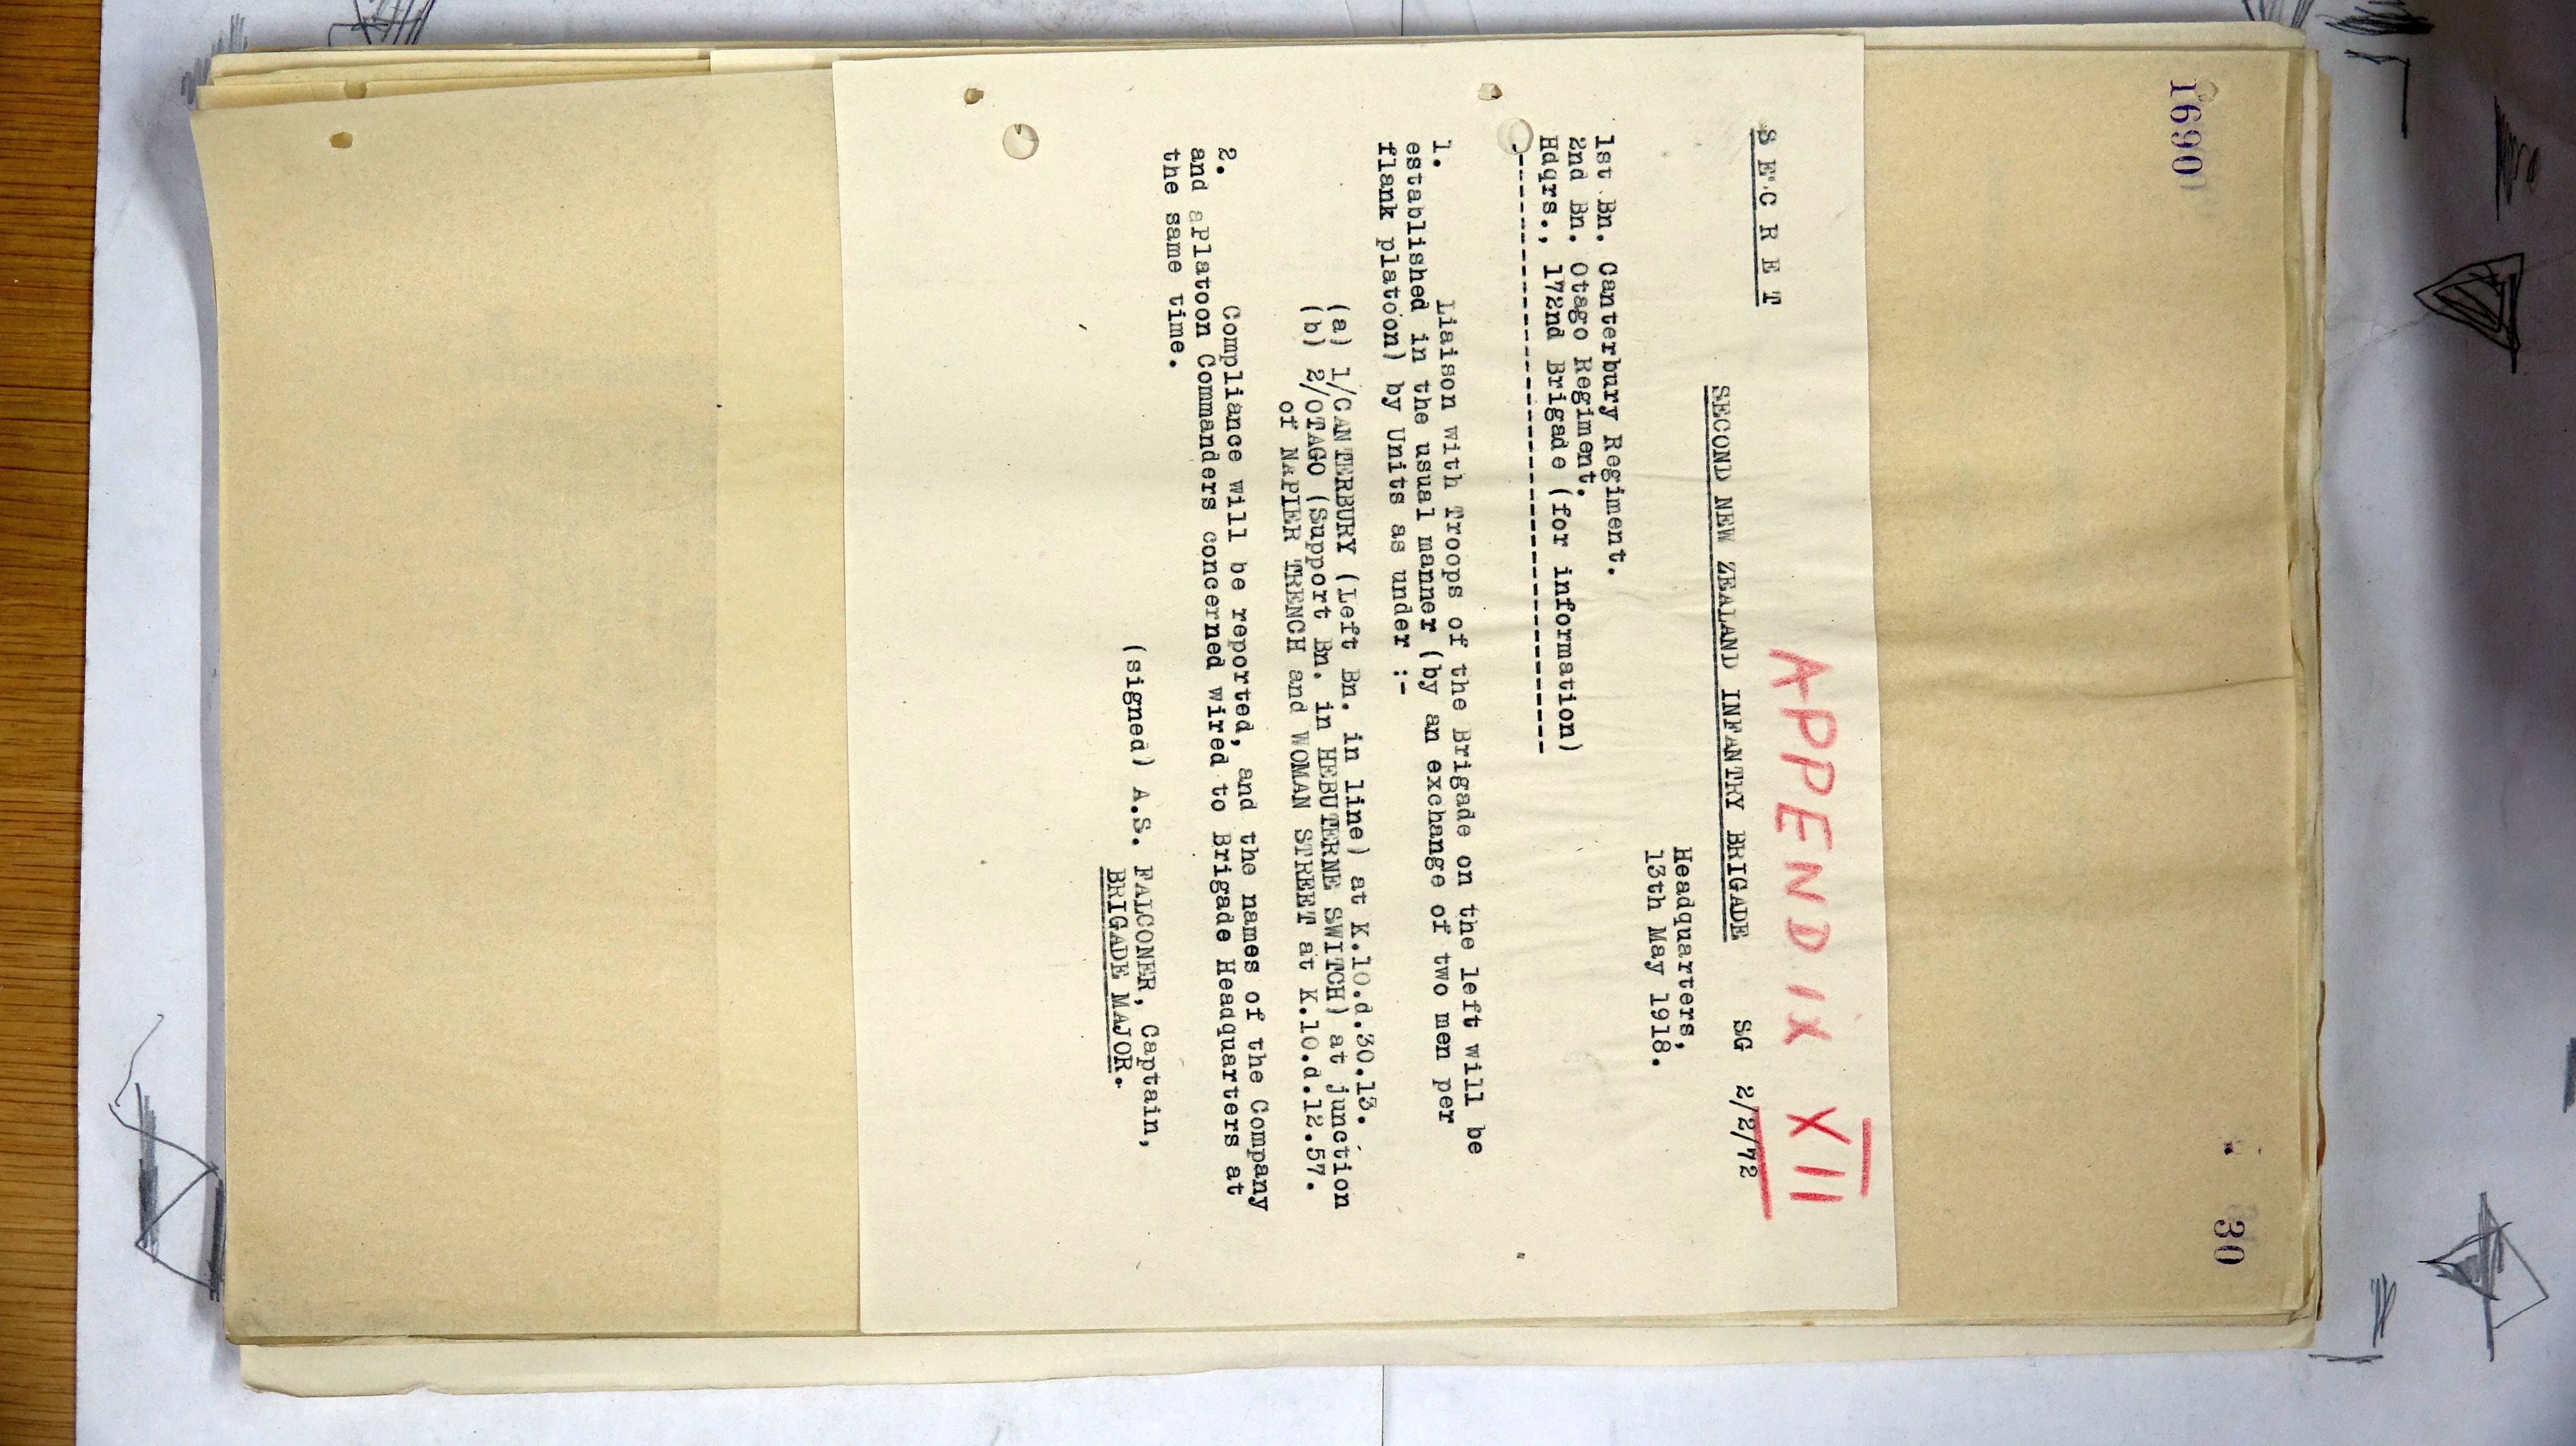 1690
30
APPENDIX XII
SECRET
SECOND NEW ZEALAND INFANTRY BRIGADE SG 2/2/72
Headquarters,
13th May 1918.
1st Bn. Canterbury Regiment.
2nd Bn. Otago Regiment.
Hdqrs., 172nd Brigade (for information)
--------------------------------------------
1. Liaison with Troops of the Brigade on the left will be
established in the usual manner (by an exchange of two men per
flank platoon) by Units as under :-
(a) 1/CANTERBURY (Left Bn. in line) at K.10.d.30.13.
(b) 2/OTAGO (Support Bn. in HEBUTERNE SWITCH) at junction
of NAPIER TRENCH and WOMAN STREET at K.10.d.12.57.
2. Compliance will be reported, and the names of the Company
and aPlatoon Commanders concerned wired to Brigade Headquarters at
the same time.
(signed) A.S. FALCONER, Captain,
BRIGADE MAJOR.